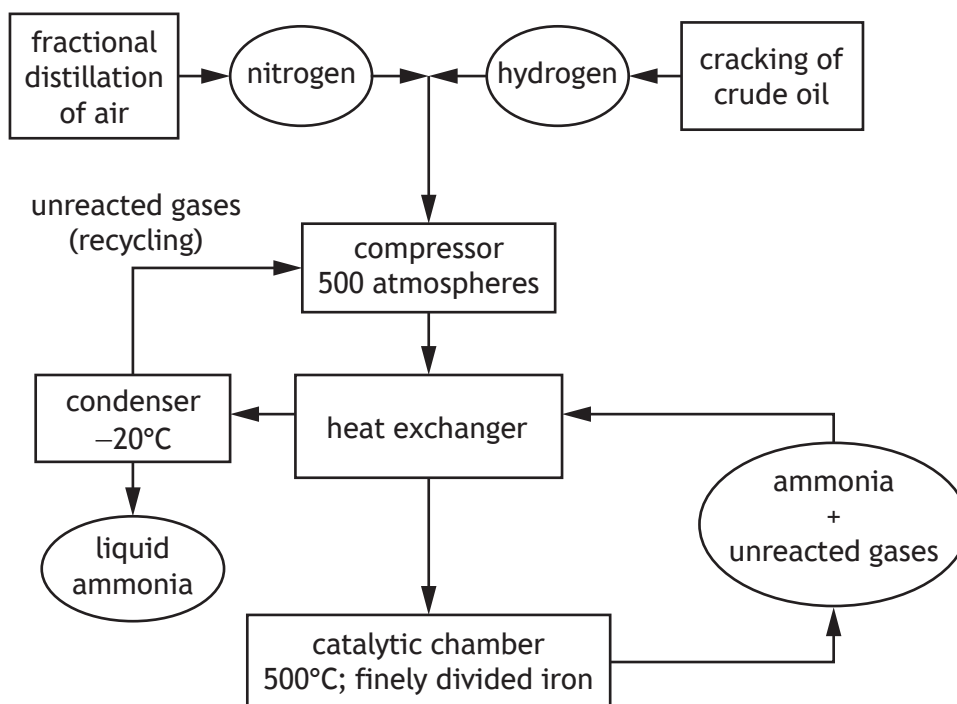 fractional
distillation
of air
nitrogen
hydrogen
cracking of
crude oil
unreacted gases
(recycling)
compressor
500 atmospheres
condenser
–20°C
heat exchanger
ammonia
+
unreacted gases
liquid
ammonia
catalytic chamber
500°C; finely divided iron